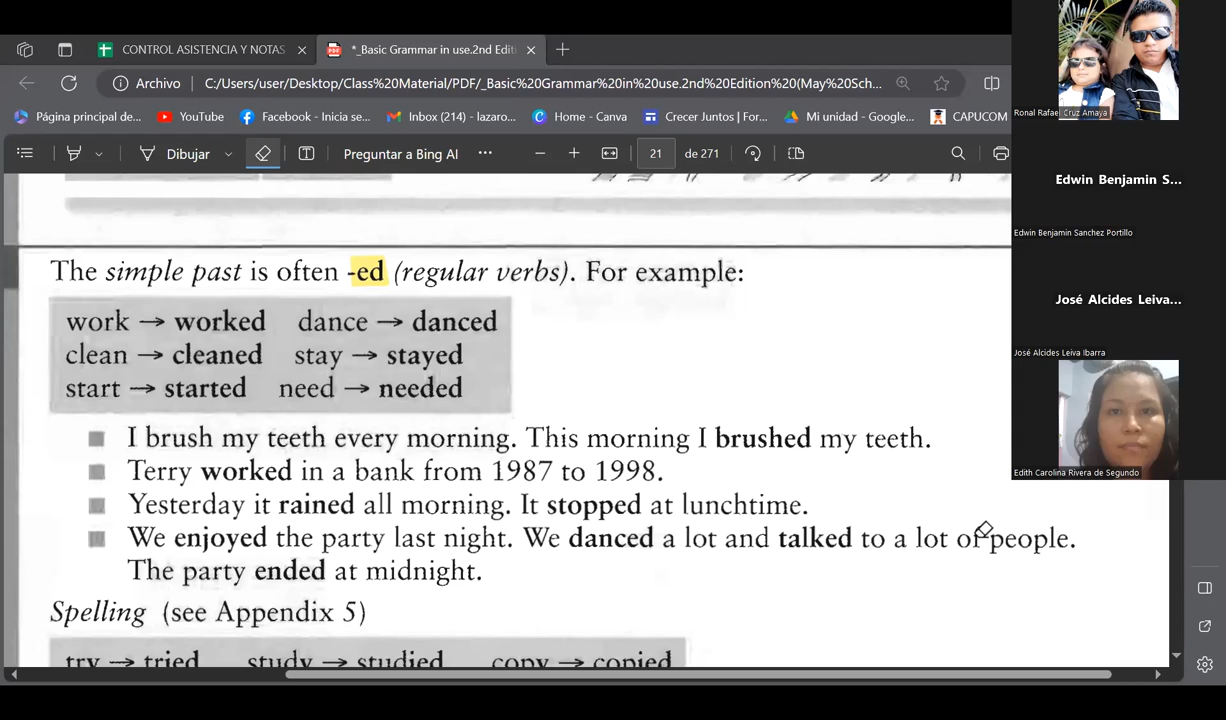 CONTROL ASISTENCIA Y NOTAS
*_Basic Grammar in use.2nd Editi
Archivo
C:/Users/user/Desktop/Class%20Material/PDF/_Basic%20Grammar%20in%20use.2nd%20Edition%20(May%20Sch...
Página principal de...
YouTube
Facebook - Inicia se...
Inbox (214) - lazaro...
Home - Canva
Crecer Juntos | For...
Mi unidad - Google...
CAPUCOM
Dibujar
Preguntar a Bing AI
21
de 271
The simple past is often -ed (regular verbs). For example:
work → worked dance → danced
clean → cleaned stay → stayed
start → started need → needed
I brush my teeth every morning. This morning I brushed my teeth.
Terry worked in a bank from 1987 to 1998.
Yesterday it rained all morning. It stopped at lunchtime.
We enjoyed the party last night. We danced a lot and talked to a lot of people.
The party ended at midnight.
Spelling (see Appendix 5)
try → tried study → studied copy → copied
Ronal Rafael Cruz Amaya
Edwin Benjamin S...
Edwin Benjamin Sanchez Portillo
José Alcides Leiva...
José Alcides Leiva Ibarra
Edith Carolina Rivera de Segundo